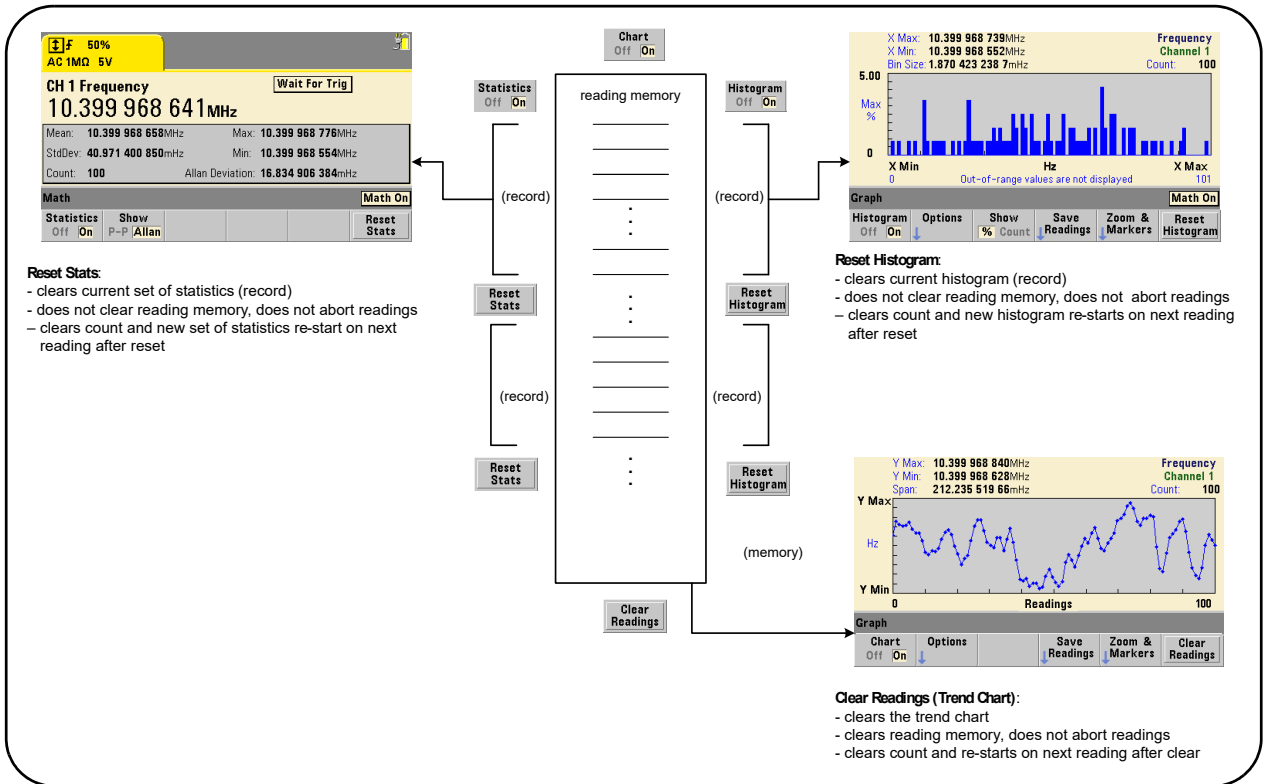 50%
AC 1MΩ 5V
CH 1 Frequency
Wait For Trig
10.399 968 641MHz
Mean: 10.399 968 658MHz Max: 10.399 968 776MHz
StdDev: 40.971 400 850mHz Min: 10.399 968 554MHz
Count: 100 Allan Deviation: 16.834 906 384mHz
Math
Math On
Statistics
Off On
Show
P-P Allan
Reset
Stats
Reset Stats:
- clears current set of statistics (record)
- does not clear reading memory, does not abort readings
– clears count and new set of statistics re-start on next
reading after reset
Chart
Off On
Statistics
Off On
reading memory
Histogram
Off On
(record)
(record)
Reset
Stats
Reset
Histogram
(record)
(record)
Reset
Stats
Reset
Histogram
(memory)
Clear
Readings
X Max: 10.399 968 739MHz
X Min: 10.399 968 552MHz
Bin Size: 1.870 423 238 7mHz
Frequency
Channel 1
Count: 100
5.00
Max
%
0
X Min Hz X Max
0 Out-of-range values are not displayed 101
Graph
Math On
Histogram
Off On
Options
Show
% Count
Save
Readings
Zoom &
Markers
Reset
Histogram
Reset Histogram:
- clears current histogram (record)
- does not clear reading memory, does not abort readings
– clears count and new histogram re-starts on next reading
after reset
Y Max: 10.399 968 840MHz
Y Min: 10.399 968 628MHz
Span: 212.235 519 66mHz
Frequency
Channel 1
Count: 100
Y Max
Hz
Y Min
0 Readings 100
Graph
Chart
Off On
Options
Save
Readings
Zoom &
Markers
Clear
Readings
Clear Readings (Trend Chart):
- clears the trend chart
- clears reading memory, does not abort readings
- clears count and re-starts on next reading after clear